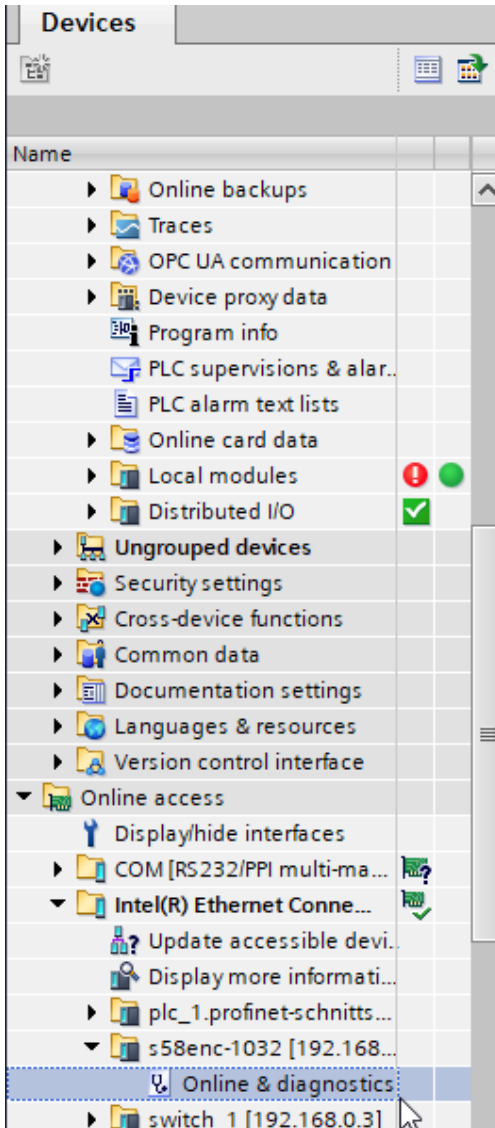 Devices
Name
Online backups
Traces
OPC UA communication
Device proxy data
Program info
PLC supervisions & alar..
PLC alarm text lists
Online card data
Local modules
Distributed I/O
Ungrouped devices
Security settings
Cross-device functions
Common data
Documentation settings
Languages & resources
Version control interface
Online access
Display/hide interfaces
COM [RS232/PPI multi-ma...
Intel(R) Ethernet Conne...
Update accessible devi..
Display more informati...
plc_1.profinet-schnitts...
s58enc-1032 [192.168...
Online & diagnostics
switch_1 [192.168.0.3]